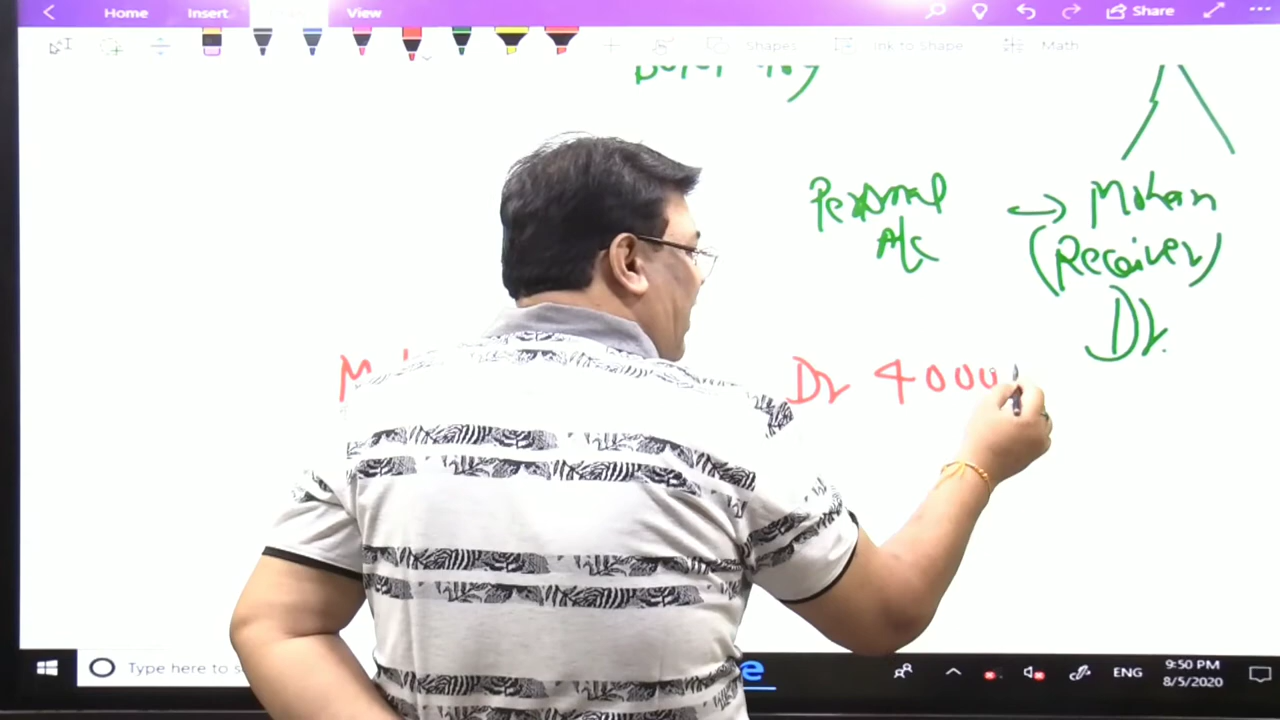 Home Insert View Share
Shapes Ink to Shape Math
Personal → Mohan
A/c (Receiver)
Dr.
Dr 4000
Type here to s
ENG 9:50 PM
8/5/2020